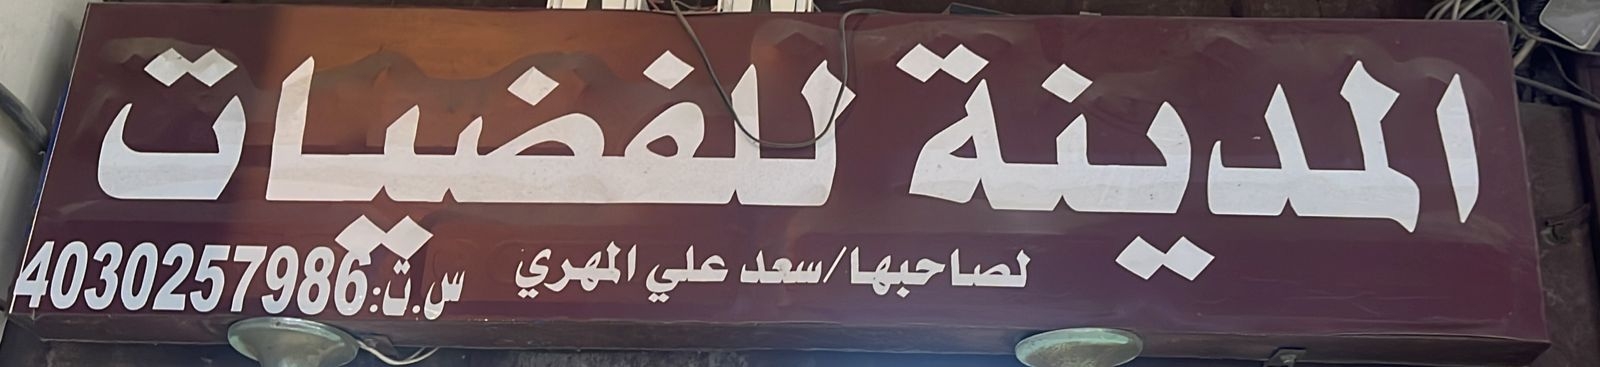 المدينة للفضيات
لصاحبها/سعد علي المهري س.ت:4030257986